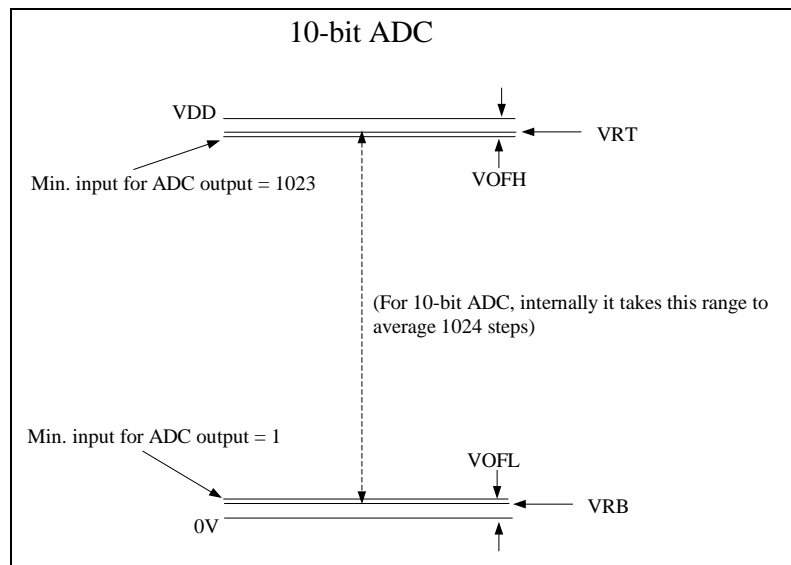 10-bit ADC
VDD
VRT
Min. input for ADC output = 1023
VOFH
(For 10-bit ADC, internally it takes this range to
average 1024 steps)
Min. input for ADC output = 1
VOFL
VRB
0V